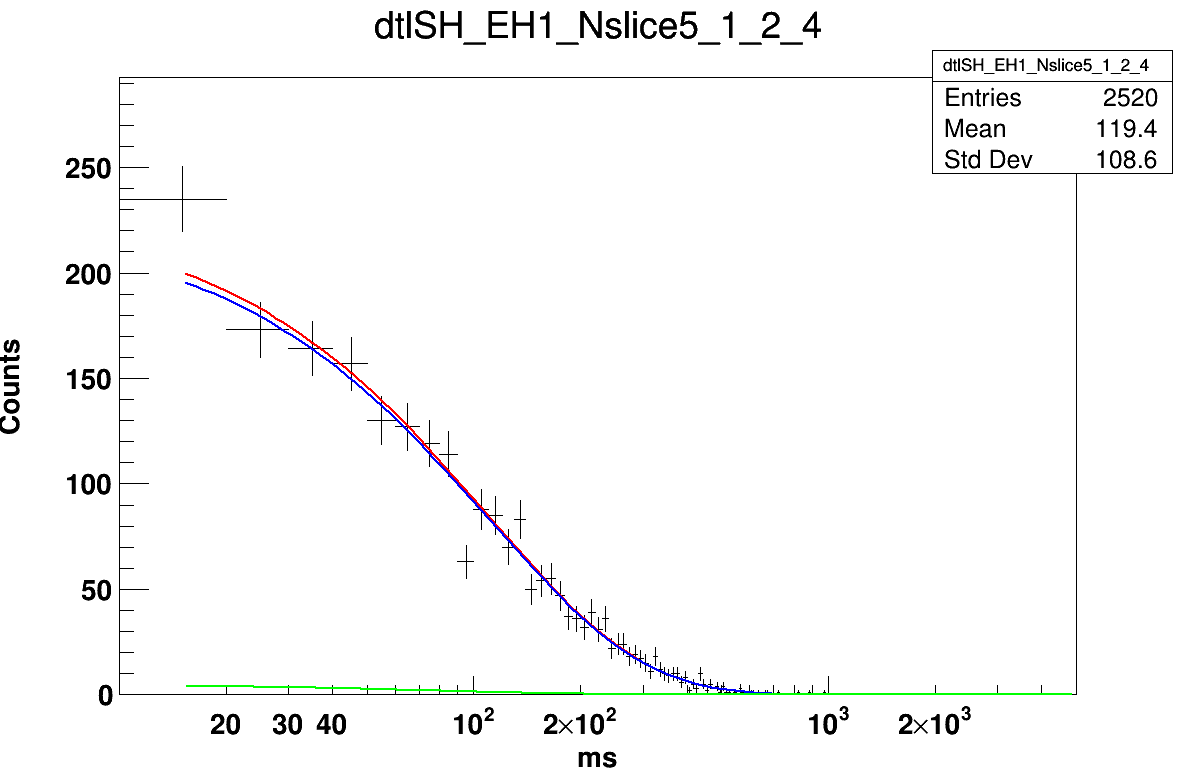 dtlSH_EH1_Nslice5_1_2_4
dtlSH_EH1_Nslice5_1_2_4
Entries 2520
Mean 119.4
Std Dev 108.6
250
200
150
100
50
0
Counts
20 30 40 10² 2×10² 10³ 2×10³
ms